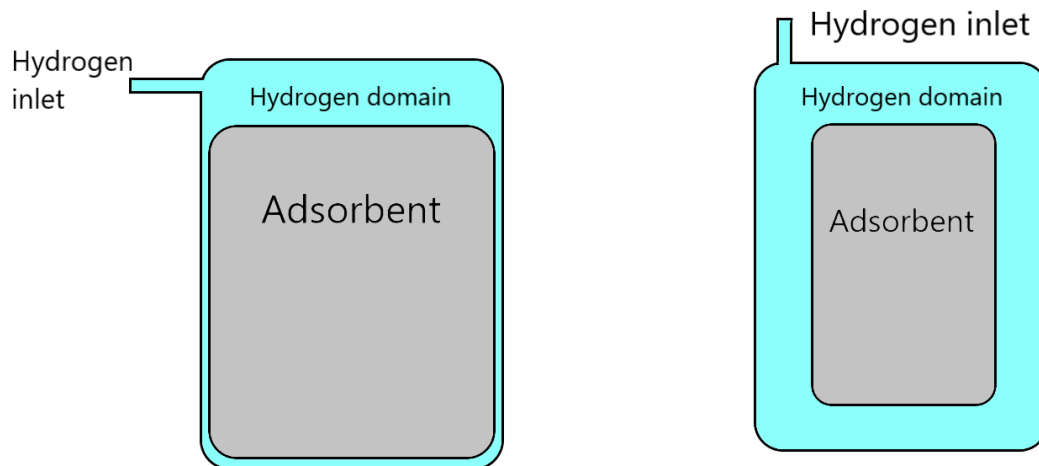 Hydrogen
inlet
Hydrogen domain
Adsorbent
Hydrogen inlet
Hydrogen domain
Adsorbent